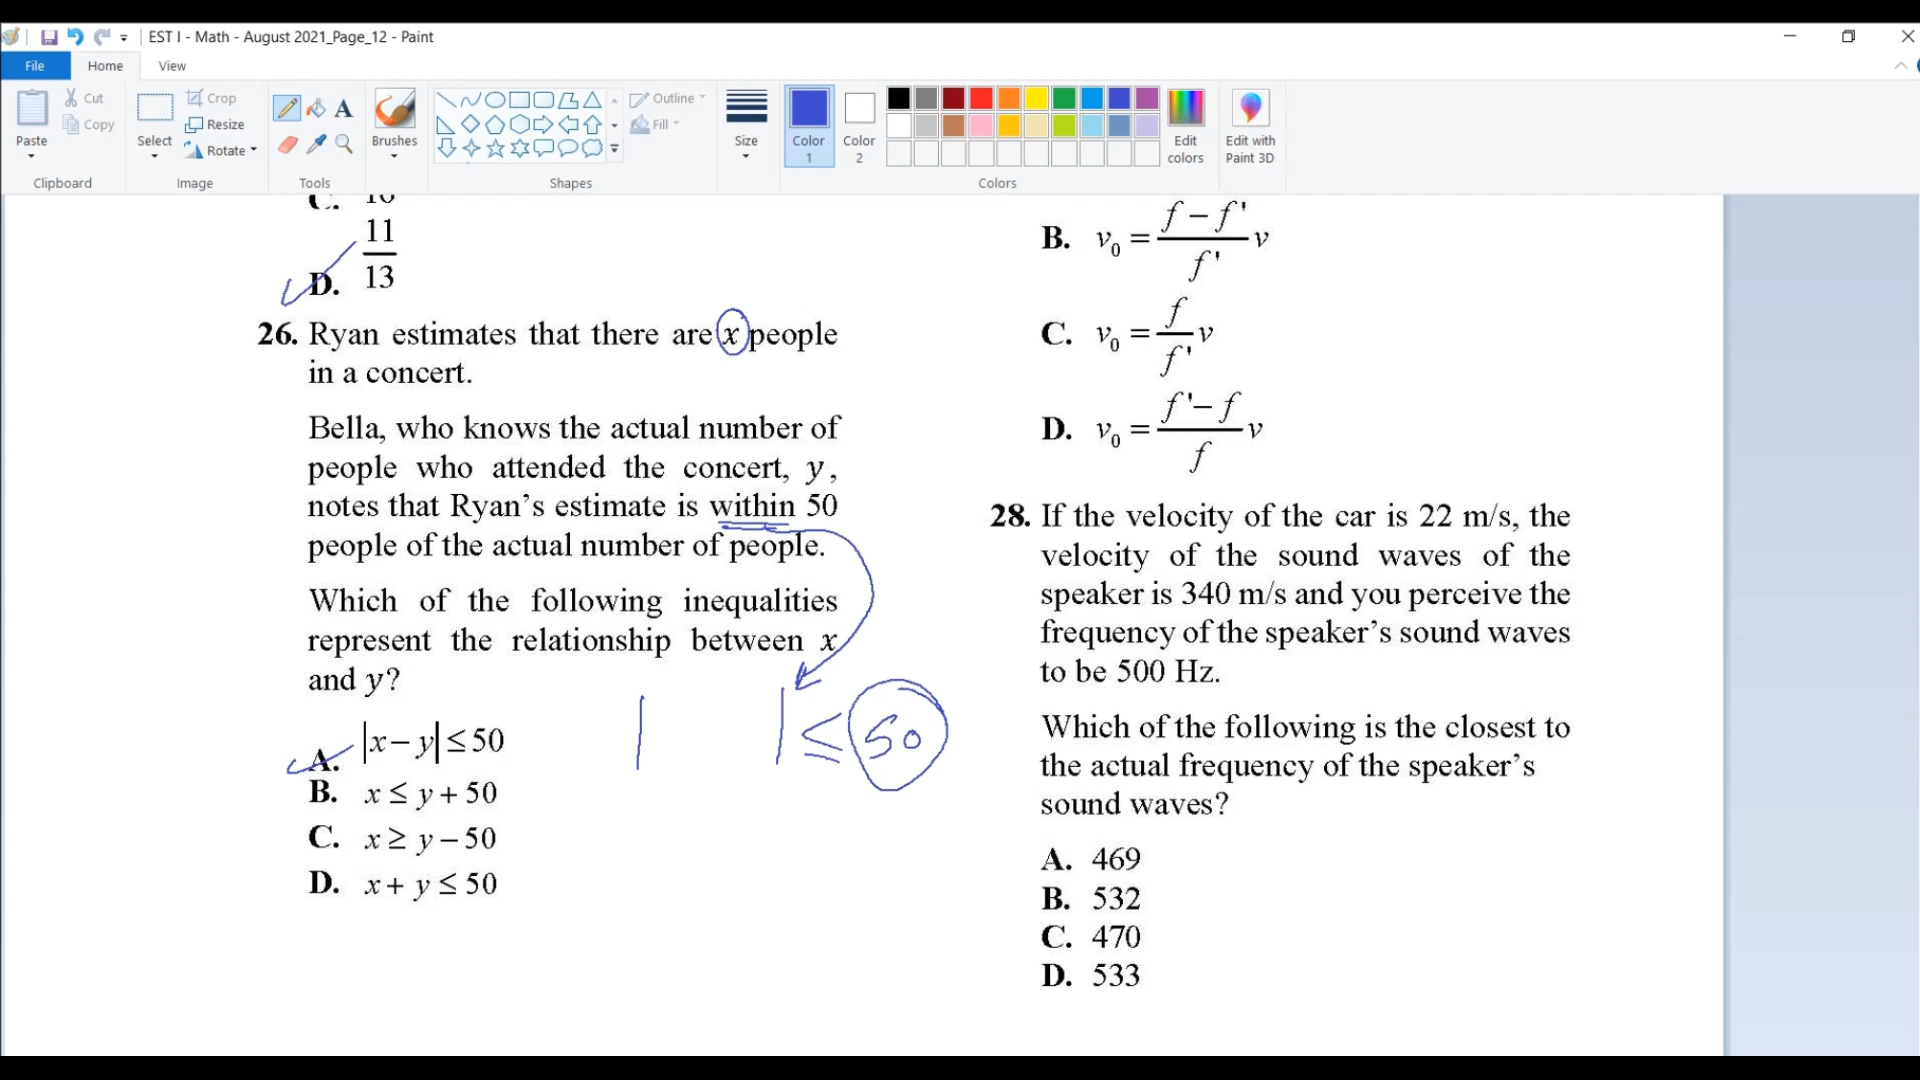 EST I - Math - August 2021_Page_12 - Paint
File
Home
View
Paste
Cut
Copy
Clipboard
Select
Crop
Resize
Rotate
Image
A
Tools
Brushes
Outline
Fill
Shapes
Size
Color
1
Color
2
Edit
colors
Edit with
Paint 3D
Colors
11
13
D.
26. Ryan estimates that there are x people
in a concert.
Bella, who knows the actual number of
people who attended the concert, y,
notes that Ryan's estimate is within 50
people of the actual number of people.
Which of the following inequalities
represent the relationship between x
and y?
A. |x − y| ≤ 50
B. x ≤ y + 50
C. x ≥ y − 50
D. x + y ≤ 50
| | ≤ 50
B. v₀ = (f − f')/f' v
C. v₀ = f/f' v
D. v₀ = (f' − f)/f v
28. If the velocity of the car is 22 m/s, the
velocity of the sound waves of the
speaker is 340 m/s and you perceive the
frequency of the speaker's sound waves
to be 500 Hz.
Which of the following is the closest to
the actual frequency of the speaker's
sound waves?
A. 469
B. 532
C. 470
D. 533